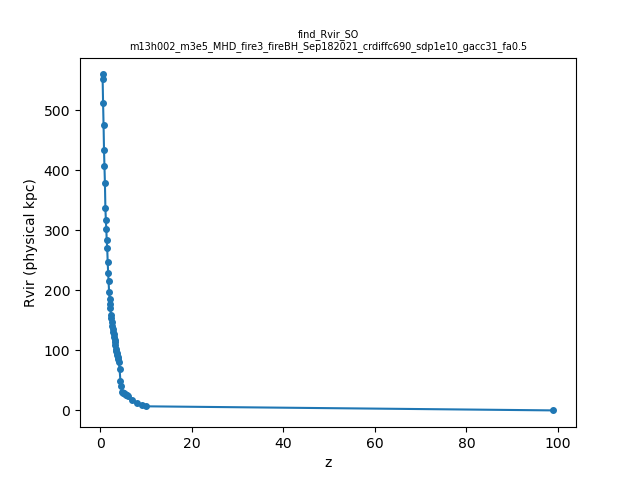 find_Rvir_SO
m13h002_m3e5_MHD_fire3_fireBH_Sep182021_crdiffc690_sdp1e10_gacc31_fa0.5
Rvir (physical kpc)
500
400
300
200
100
0
0 20 40 60 80 100
z